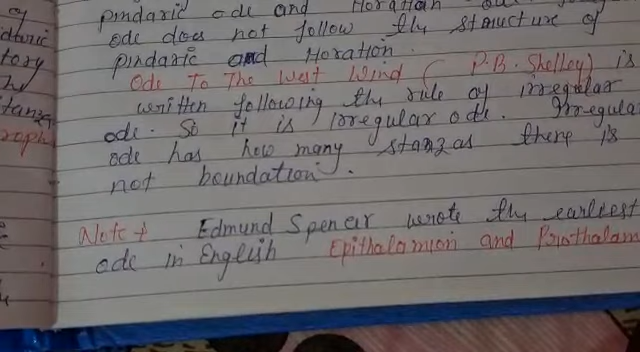 of
pindaric ode and Horatian
ode does not follow the structure of
pindaric and Horation.
Ode To The West Wind ( P.B. Shelley) is
written following the rule of irregular
ode. So it is irregular ode. Irregula
ode has how many stanzas there is
not boundation.
Note + Edmund Spencer wrote the earliest
ode in English Epithalamion and Prothalam